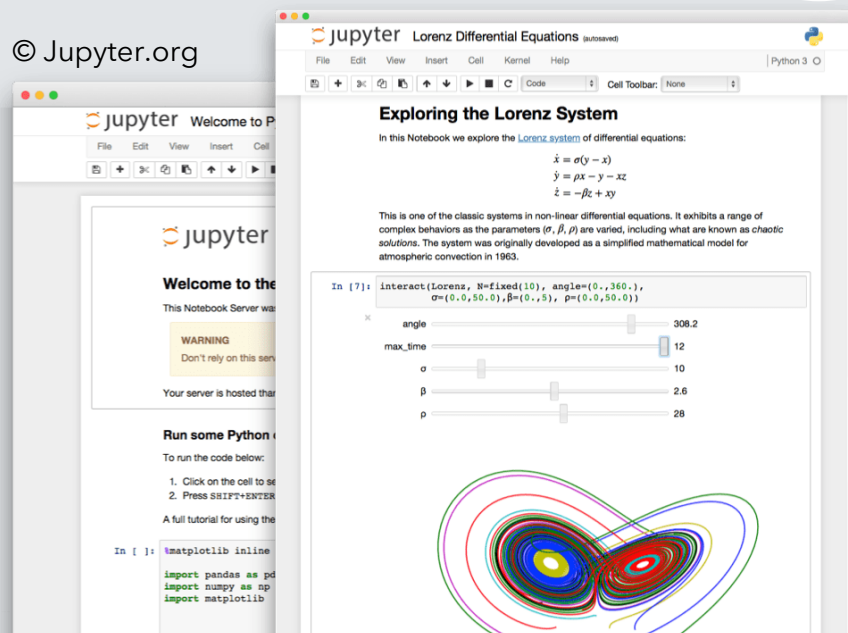 © Jupyter.org
jupyter Welcome to P
File Edit View Insert Cell
jupyter
Welcome to the
This Notebook Server was
WARNING
Don't rely on this serv
Your server is hosted than
Run some Python c
To run the code below:
1. Click on the cell to se
2. Press SHIFT+ENTER
A full tutorial for using the
In [ ]: %matplotlib inline
import pandas as pd
import numpy as np
import matplotlib
jupyter Lorenz Differential Equations (autosaved)
File Edit View Insert Cell Kernel Help Python 3
Code Cell Toolbar: None
Exploring the Lorenz System
In this Notebook we explore the Lorenz system of differential equations:
ẋ = σ(y − x)
ẏ = ρx − y − xz
ż = −βz + xy
This is one of the classic systems in non-linear differential equations. It exhibits a range of
complex behaviors as the parameters (σ, β, ρ) are varied, including what are known as chaotic
solutions. The system was originally developed as a simplified mathematical model for
atmospheric convection in 1963.
In [7]: interact(Lorenz, N=fixed(10), angle=(0.,360.),
σ=(0.0,50.0),β=(0.,5), ρ=(0.0,50.0))
angle 308.2
max_time 12
σ 10
β 2.6
ρ 28